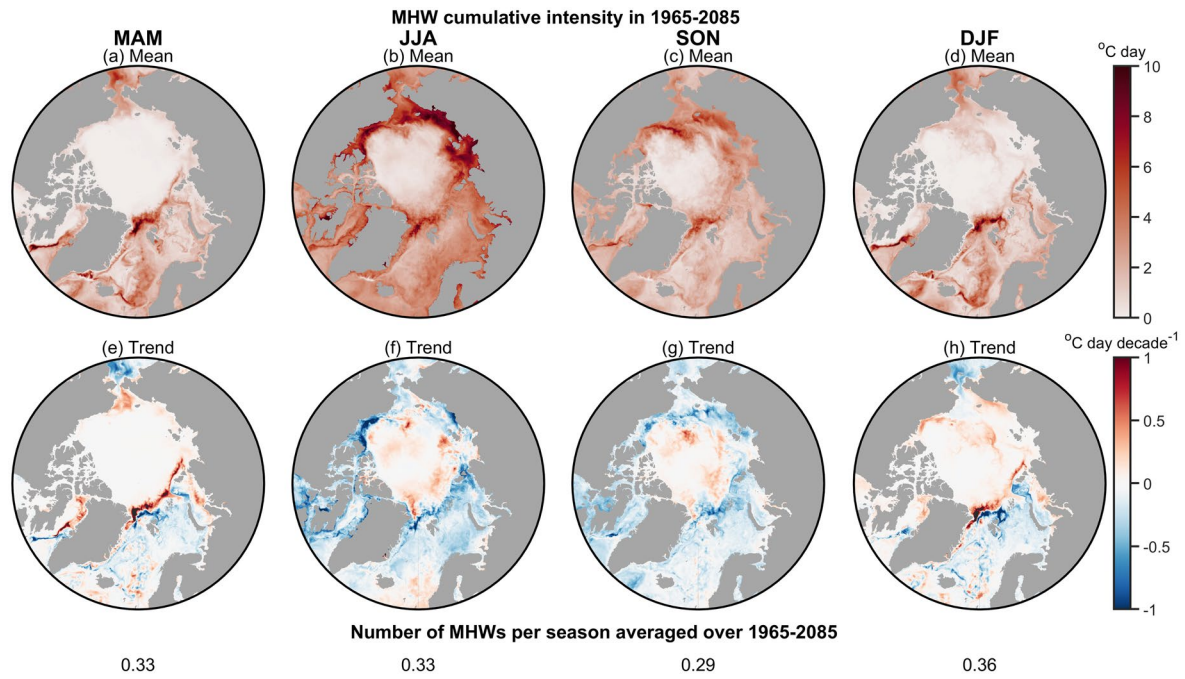 MHW cumulative intensity in 1965-2085
MAM JJA SON DJF
(a) Mean (b) Mean (c) Mean (d) Mean
°C day
10
8
6
4
2
0
(e) Trend (f) Trend (g) Trend (h) Trend
°C day decade⁻¹
1
0.5
0
-0.5
-1
Number of MHWs per season averaged over 1965-2085
0.33 0.33 0.29 0.36